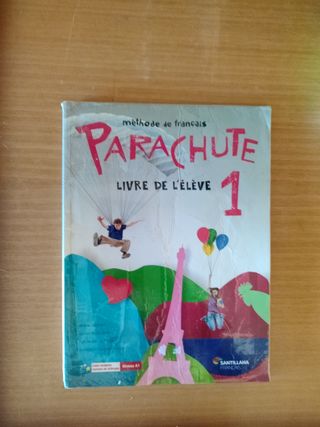 méthode de français
PARACHUTE
LIVRE DE L'ÉLÈVE 1
Niveau A1
SANTILLANA
FRANÇAIS